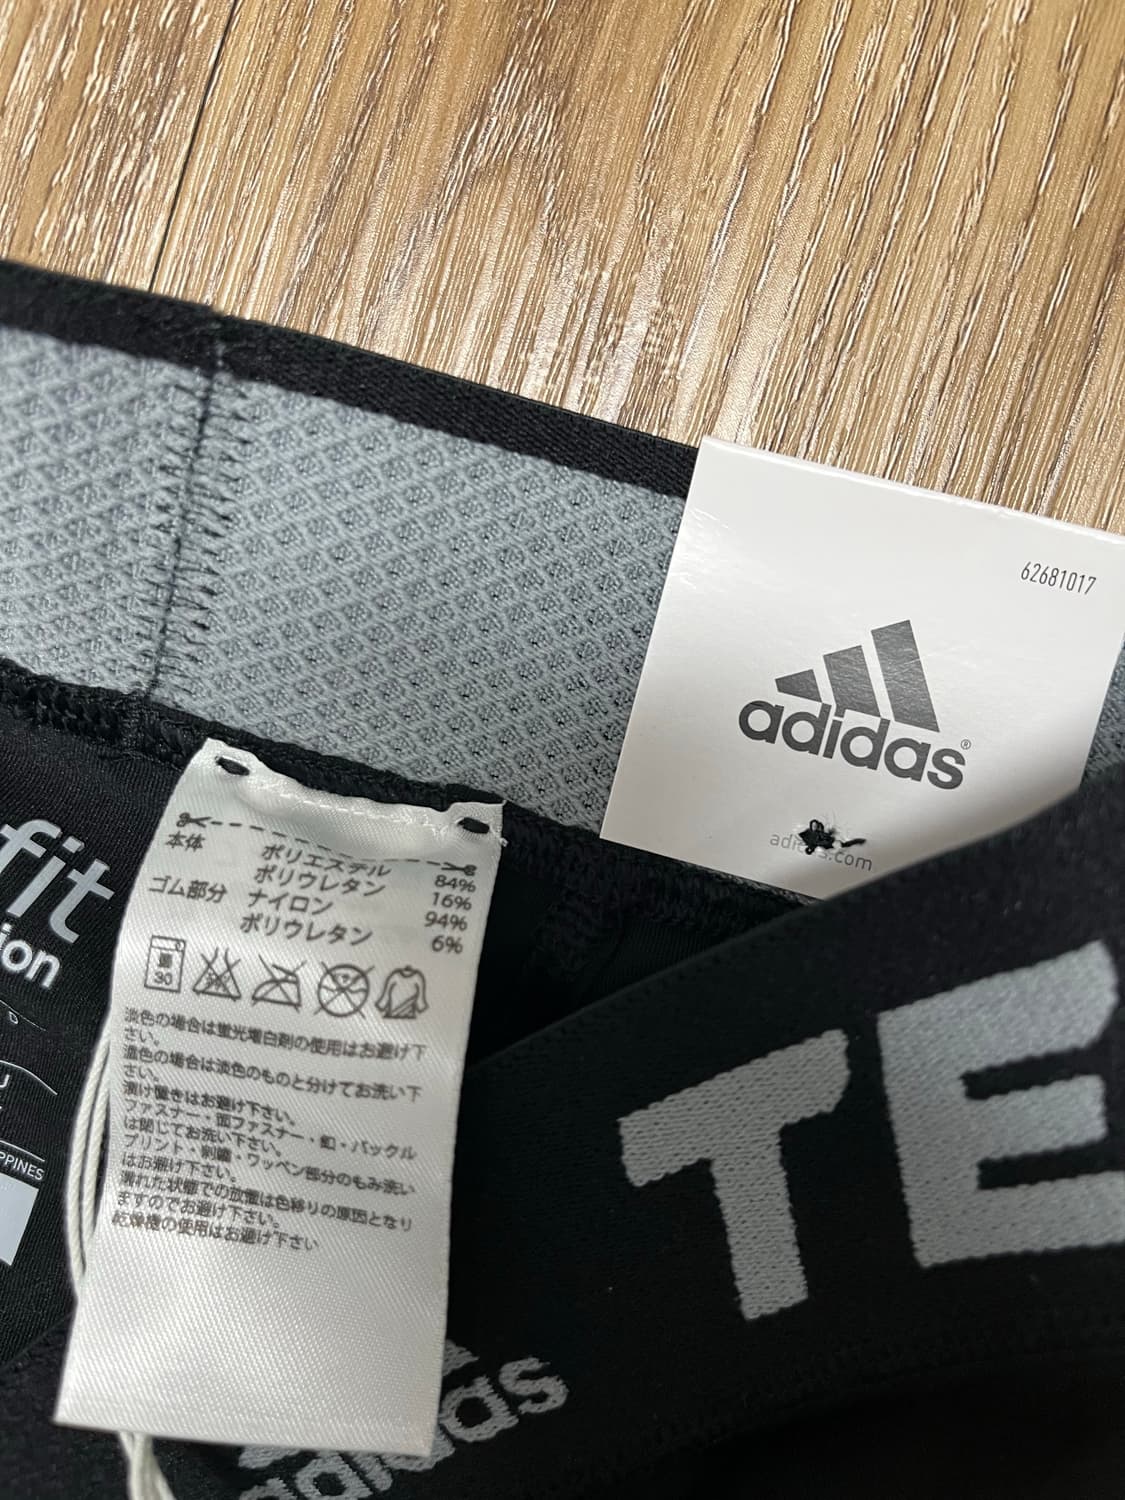 62681017
adidas®
fit
ion
PPINES
本体 ポリエステル 84%
ポリウレタン 16%
ゴム部分 ナイロン 94%
ポリウレタン 6%
30
淡色の場合は蛍光増白剤の使用はお避け下
さい。
濃色の場合は淡色のものと分けてお洗い下
さい。
漬け置きはお避け下さい。
ファスナー・面ファスナー・釦・バックル
は閉じてお洗い下さい。
プリント・刺繍・ワッペン部分のもみ洗い
はお避け下さい。
濡れた状態での放置は色移りの原因となり
ますのでお避け下さい。
乾燥機の使用はお避け下さい
TE
adidas